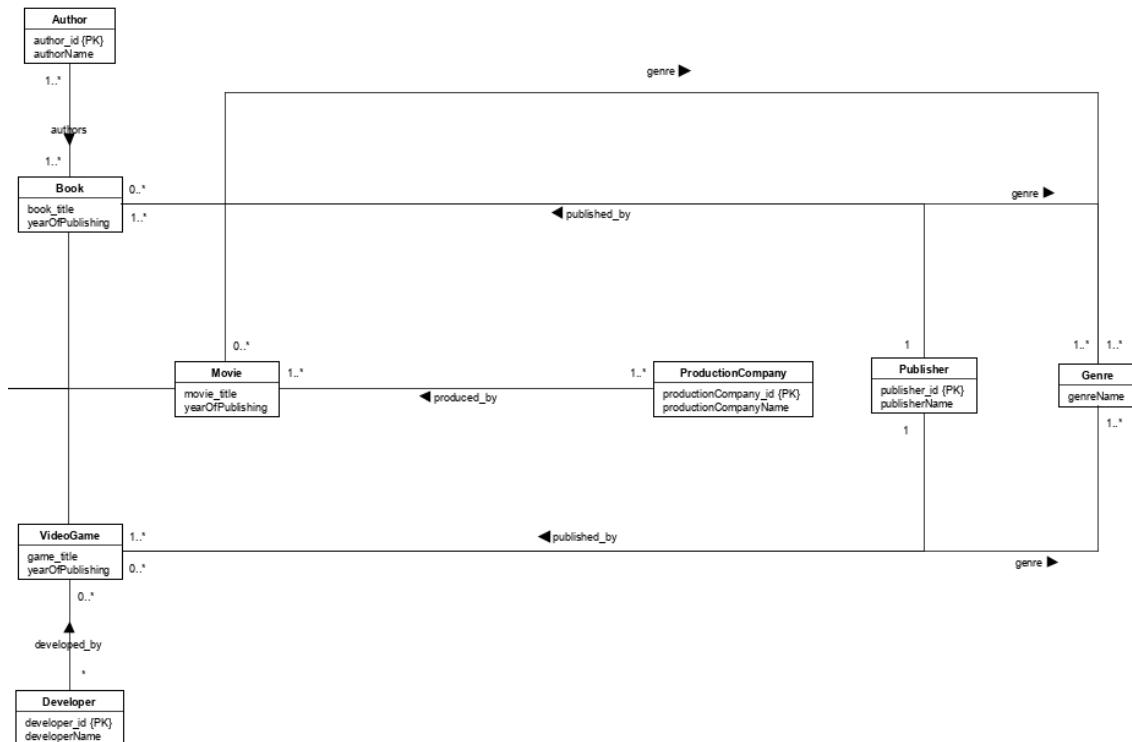 Author
author_id {PK}
authorName
1..*
genre ►
authors
1..*
Book
book_title
yearOfPublishing
0..*
1..*
genre ►
◄ published_by
0..*
1
1..*
1..*
Movie
movie_title
yearOfPublishing
1..*
◄ produced_by
1..*
ProductionCompany
productionCompany_id {PK}
productionCompanyName
Publisher
publisher_id {PK}
publisherName
1
Genre
genreName
1..*
VideoGame
game_title
yearOfPublishing
1..*
0..*
◄ published_by
genre ►
0..*
developed_by
*
Developer
developer_id {PK}
developerName